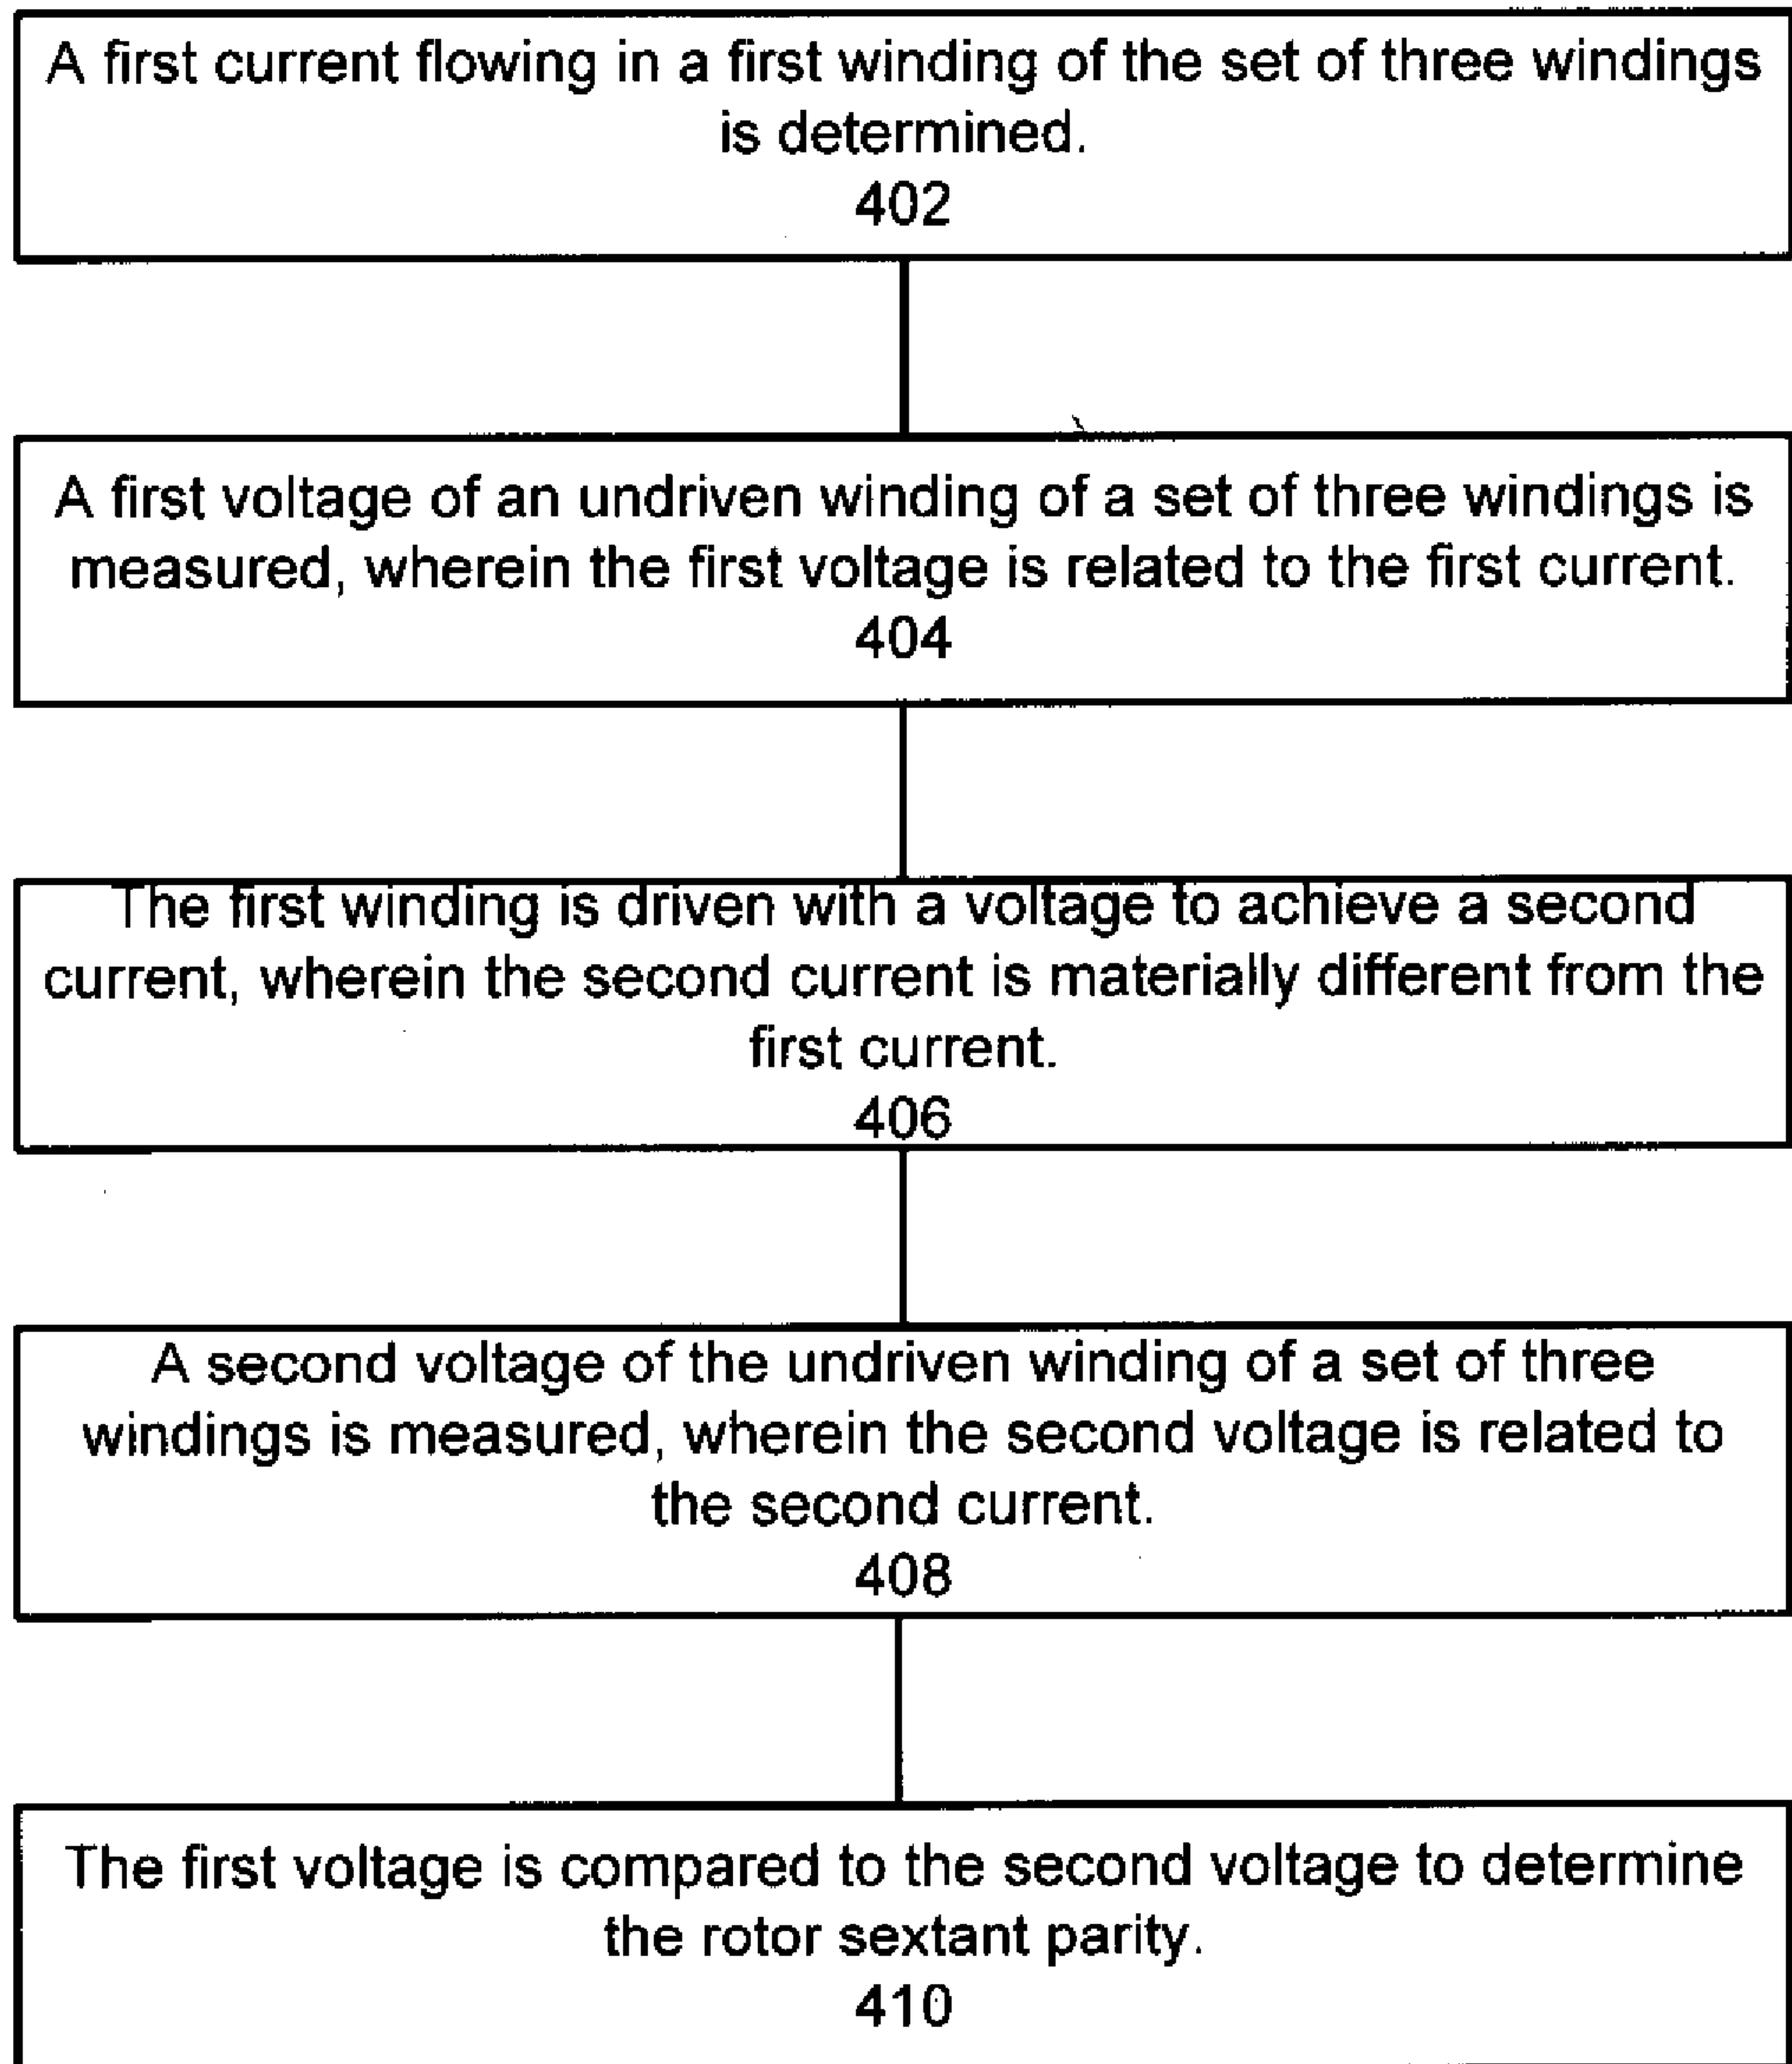 A first current flowing in a first winding of the set of three windings
is determined.
402
A first voltage of an undriven winding of a set of three windings is
measured, wherein the first voltage is related to the first current.
404
The first winding is driven with a voltage to achieve a second
current, wherein the second current is materially different from the
first current.
406
A second voltage of the undriven winding of a set of three
windings is measured, wherein the second voltage is related to
the second current.
408
The first voltage is compared to the second voltage to determine
the rotor sextant parity.
410